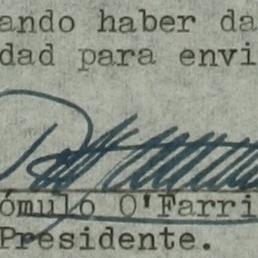 ando haber da
dad para envi
ómulo O'Farri
Presidente.